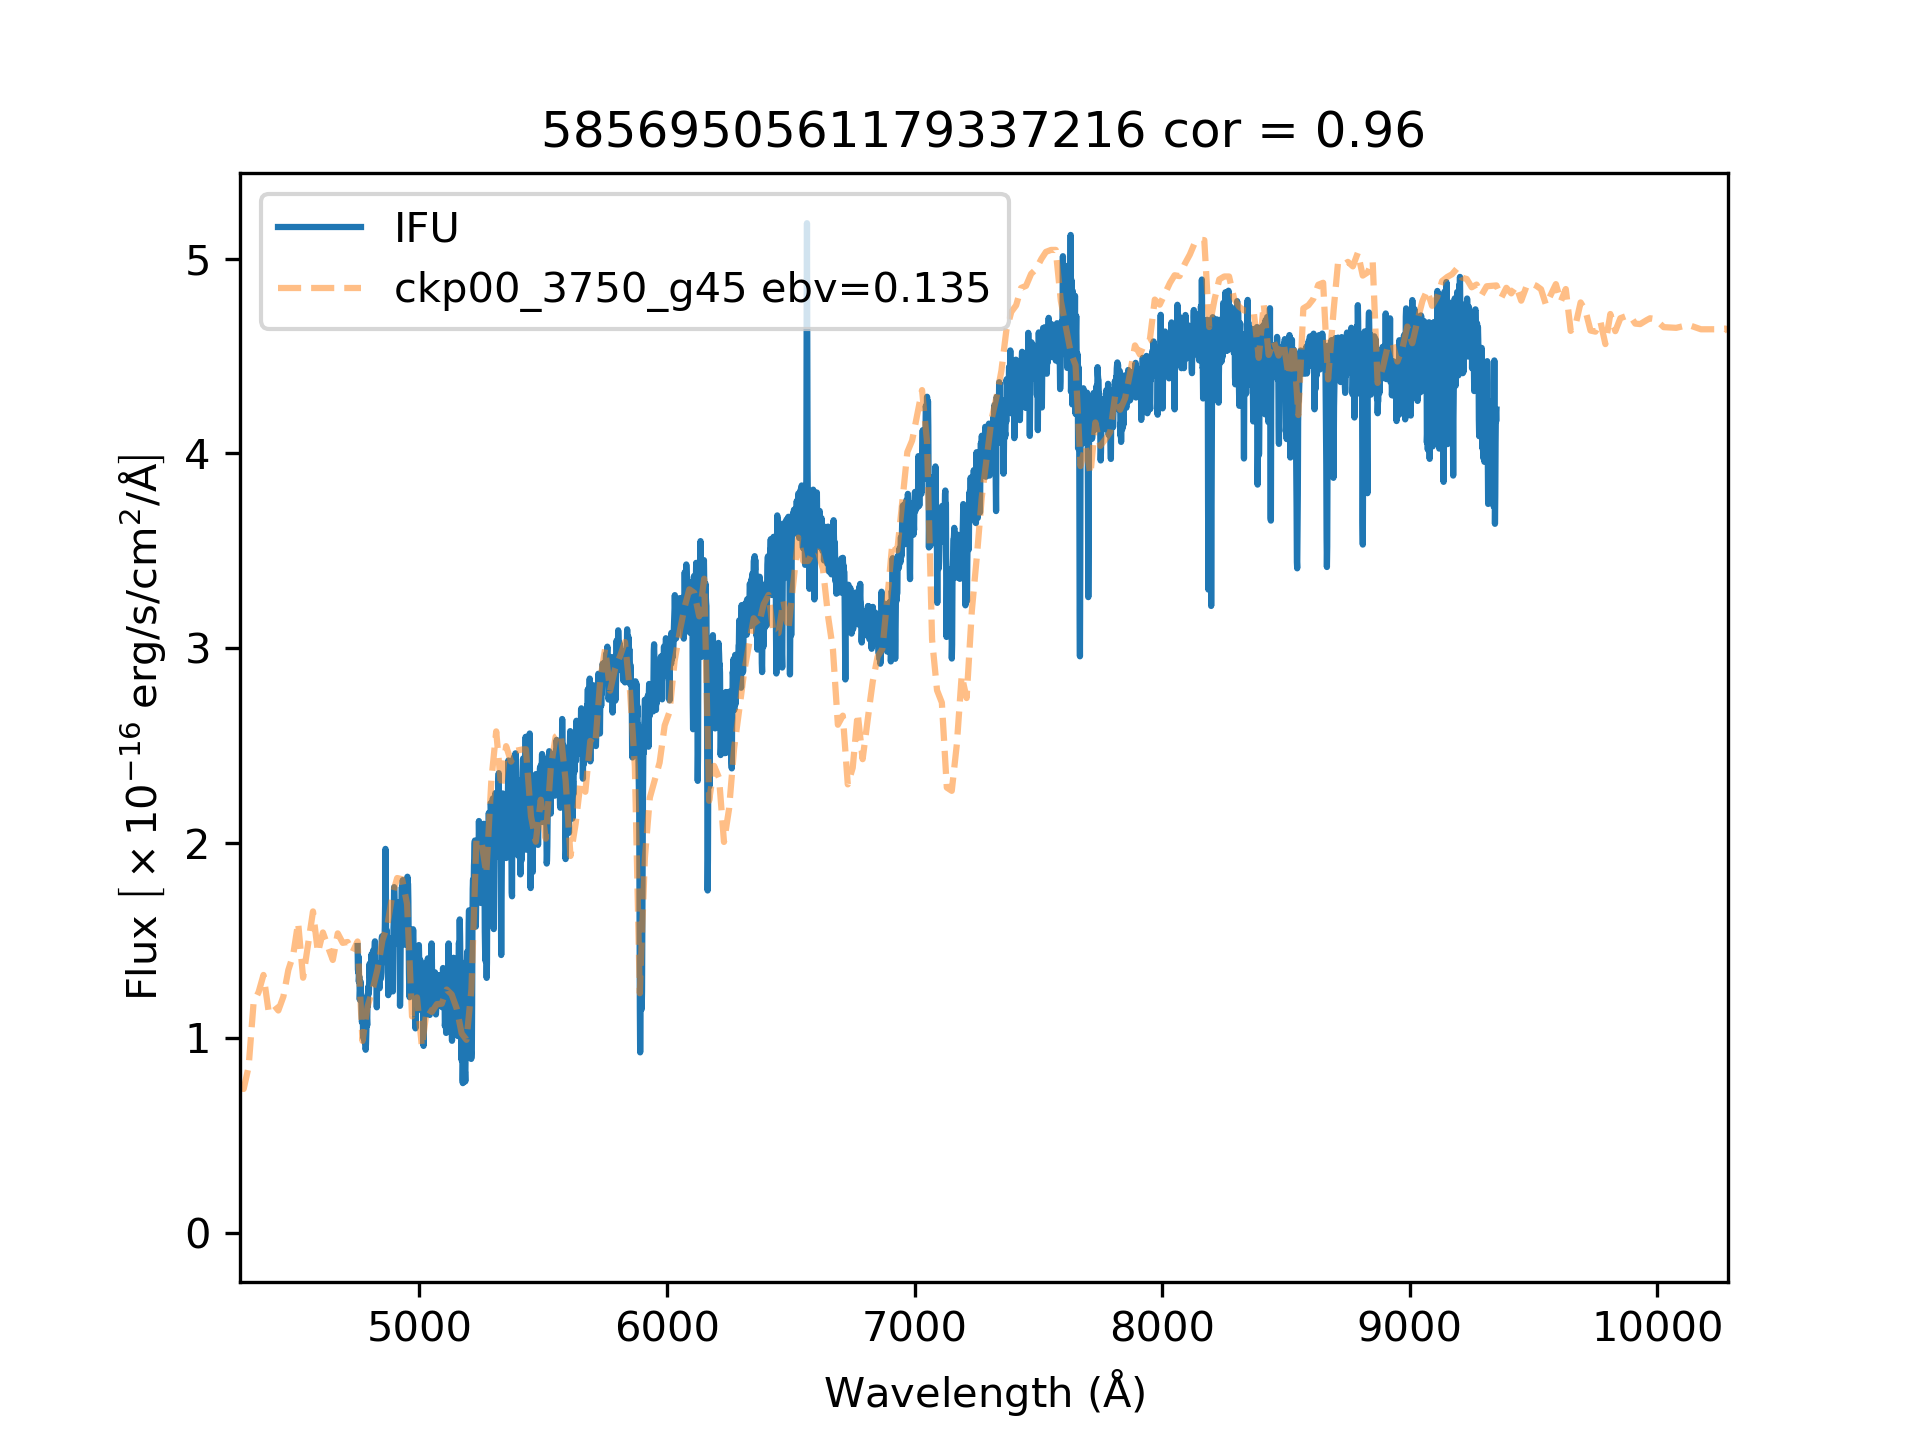 5856950561179337216 cor = 0.96
IFU
ckp00_3750_g45 ebv=0.135
Flux [× 10⁻¹⁶ erg/s/cm²/Å]
5
4
3
2
1
0
5000 6000 7000 8000 9000 10000
Wavelength (Å)